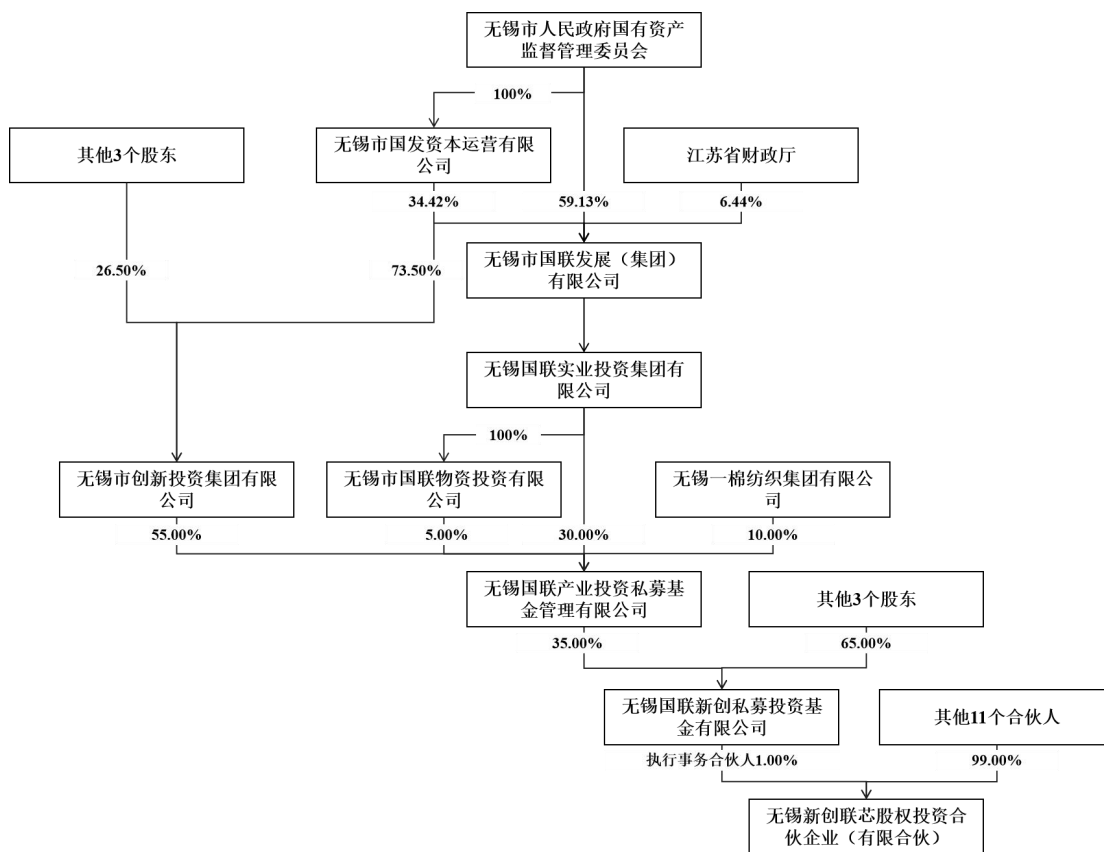 无锡市人民政府国有资产
监督管理委员会
100%
其他3个股东
无锡市国发资本运营有限
公司
江苏省财政厅
34.42%
59.13%
6.44%
无锡市国联发展（集团）
有限公司
26.50%
73.50%
无锡国联实业投资集团有
限公司
100%
无锡市创新投资集团有限
公司
无锡市国联物资投资有限
公司
无锡一棉纺织集团有限公
司
55.00%
5.00%
30.00%
10.00%
无锡国联产业投资私募基
金管理有限公司
其他3个股东
35.00%
65.00%
无锡国联新创私募投资基
金有限公司
其他11个合伙人
执行事务合伙人1.00%
99.00%
无锡新创联芯股权投资合
伙企业（有限合伙）